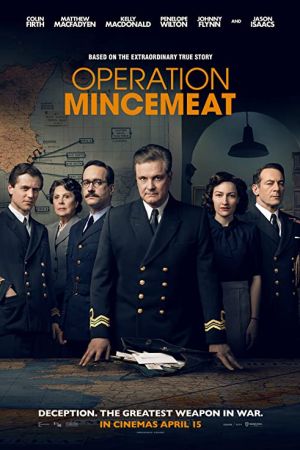 COLIN FIRTH MATTHEW MACFADYEN KELLY MACDONALD PENELOPE WILTON JOHNNY FLYNN AND JASON ISAACS
BASED ON THE EXTRAORDINARY TRUE STORY
OPERATION
MINCEMEAT
DECEPTION. THE GREATEST WEAPON IN WAR.
IN CINEMAS APRIL 15